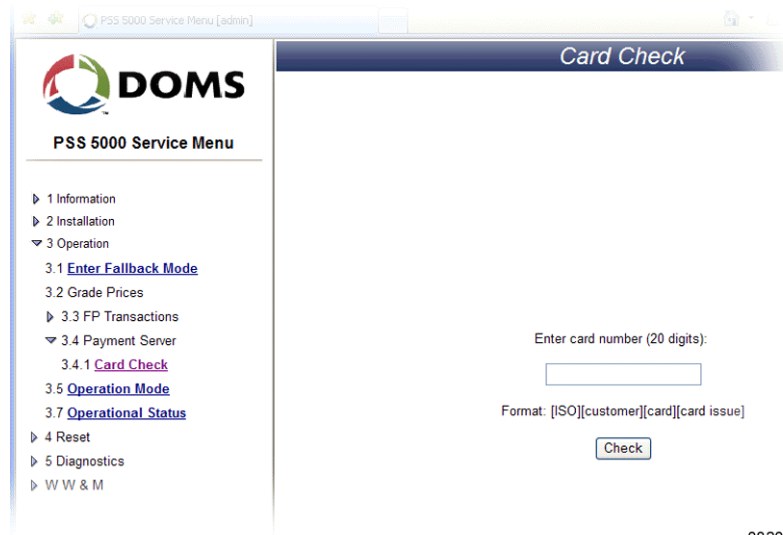 PSS 5000 Service Menu [admin]
Card Check
DOMS
™
PSS 5000 Service Menu
1 Information
2 Installation
3 Operation
3.1 Enter Fallback Mode
3.2 Grade Prices
3.3 FP Transactions
3.4 Payment Server
3.4.1 Card Check
3.5 Operation Mode
3.7 Operational Status
4 Reset
5 Diagnostics
W W & M
Enter card number (20 digits):
Format: [ISO][customer][card][card issue]
Check